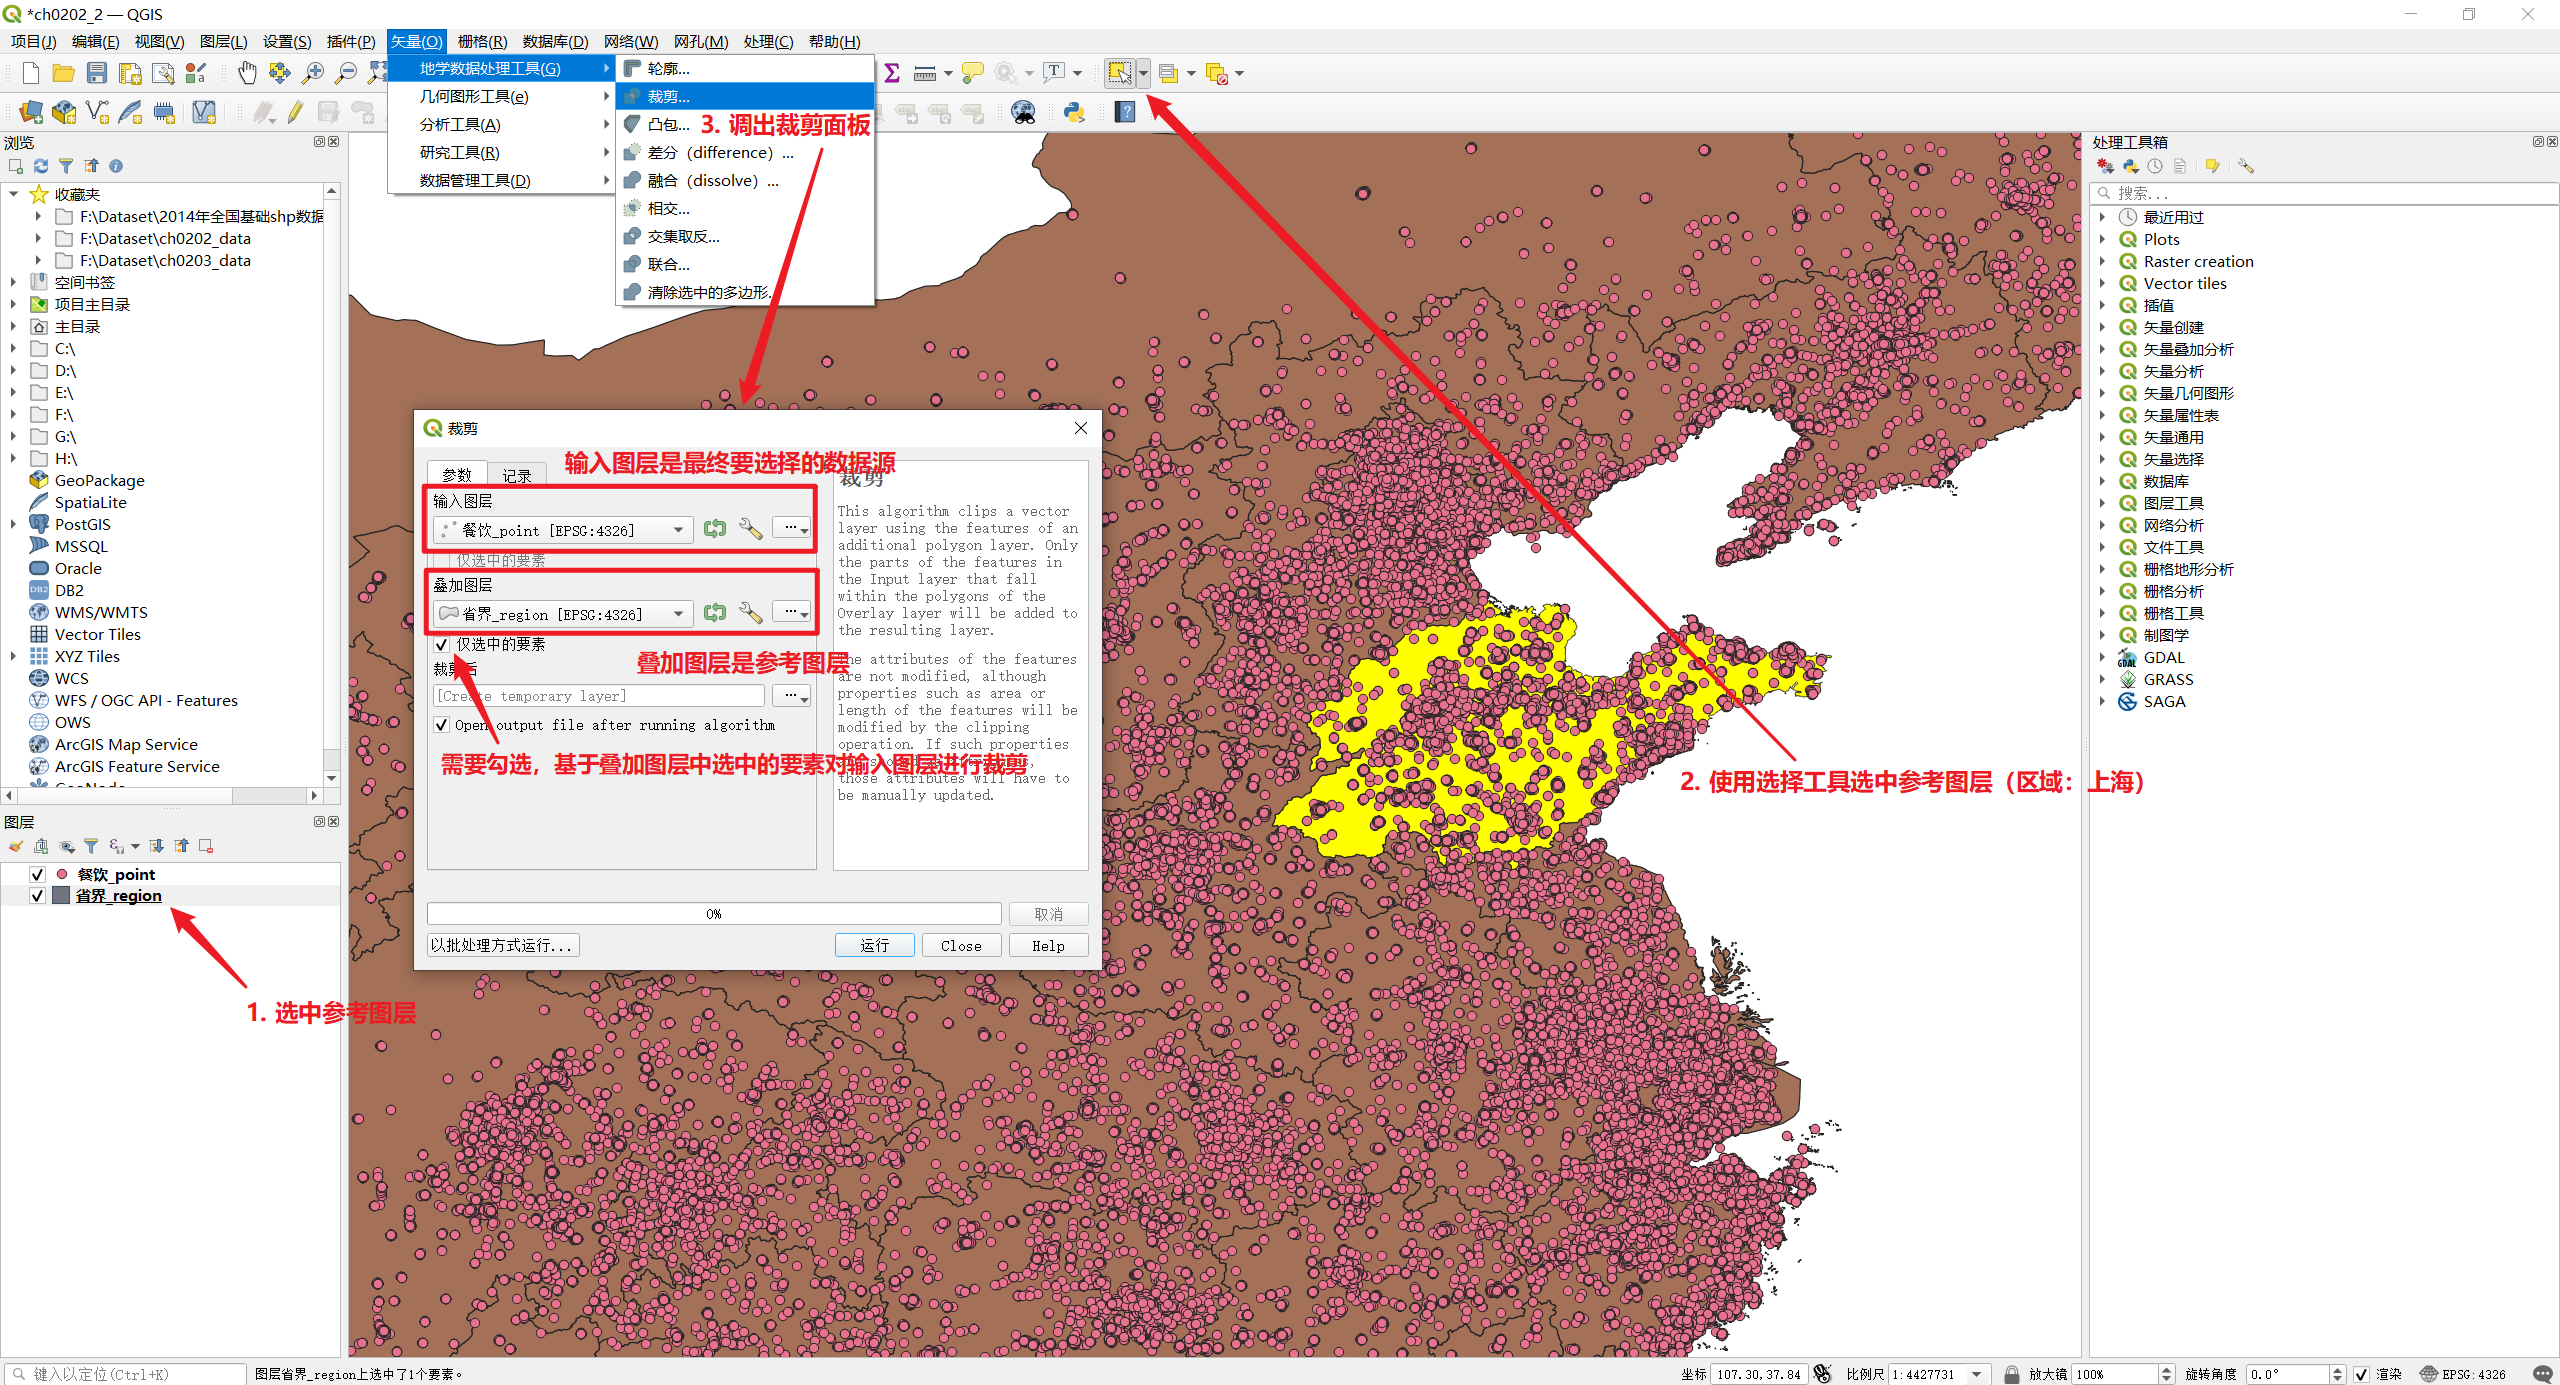 *ch0202_2 — QGIS
项目(J) 编辑(E) 视图(V) 图层(L) 设置(S) 插件(P) 矢量(O) 栅格(R) 数据库(D) 网络(W) 网孔(M) 处理(C) 帮助(H)
地学数据处理工具(G)
几何图形工具(e)
分析工具(A)
研究工具(R)
数据管理工具(D)
轮廓...
裁剪...
凸包...
差分（difference）...
融合（dissolve）...
相交...
交集取反...
联合...
清除选中的多边形.
3. 调出裁剪面板
浏览
收藏夹
F:\Dataset\2014年全国基础shp数据
F:\Dataset\ch0202_data
F:\Dataset\ch0203_data
空间书签
项目主目录
主目录
C:\
D:\
E:\
F:\
G:\
H:\
GeoPackage
SpatiaLite
PostGIS
MSSQL
Oracle
DB2
WMS/WMTS
Vector Tiles
XYZ Tiles
WCS
WFS / OGC API - Features
OWS
ArcGIS Map Service
ArcGIS Feature Service
GeoNode
图层
餐饮_point
省界_region
1. 选中参考图层
裁剪
参数 记录
输入图层是最终要选择的数据源
输入图层
餐饮_point [EPSG:4326]
仅选中的要素
叠加图层
省界_region [EPSG:4326]
仅选中的要素
叠加图层是参考图层
裁剪后
[Create temporary layer]
Open output file after running algorithm
需要勾选，基于叠加图层中选中的要素对输入图层进行裁剪
裁剪
This algorithm clips a vector
layer using the features of an
additional polygon layer. Only
the parts of the features in
the Input layer that fall
within the polygons of the
Overlay layer will be added to
the resulting layer.
The attributes of the features
are not modified, although
properties such as area or
length of the features will be
modified by the clipping
operation. If such properties
those attributes will have to
be manually updated.
0%
取消
以批处理方式运行...
运行
Close
Help
2. 使用选择工具选中参考图层（区域：上海）
处理工具箱
搜索...
最近用过
Plots
Raster creation
Vector tiles
插值
矢量创建
矢量叠加分析
矢量分析
矢量几何图形
矢量属性表
矢量通用
矢量选择
数据库
图层工具
网络分析
文件工具
栅格地形分析
栅格分析
栅格工具
制图学
GDAL
GRASS
SAGA
键入以定位(Ctrl+K)
图层省界_region上选中了1个要素。
坐标 107.30,37.84 比例尺 1:4427731 放大镜 100% 旋转角度 0.0° 渲染 EPSG:4326